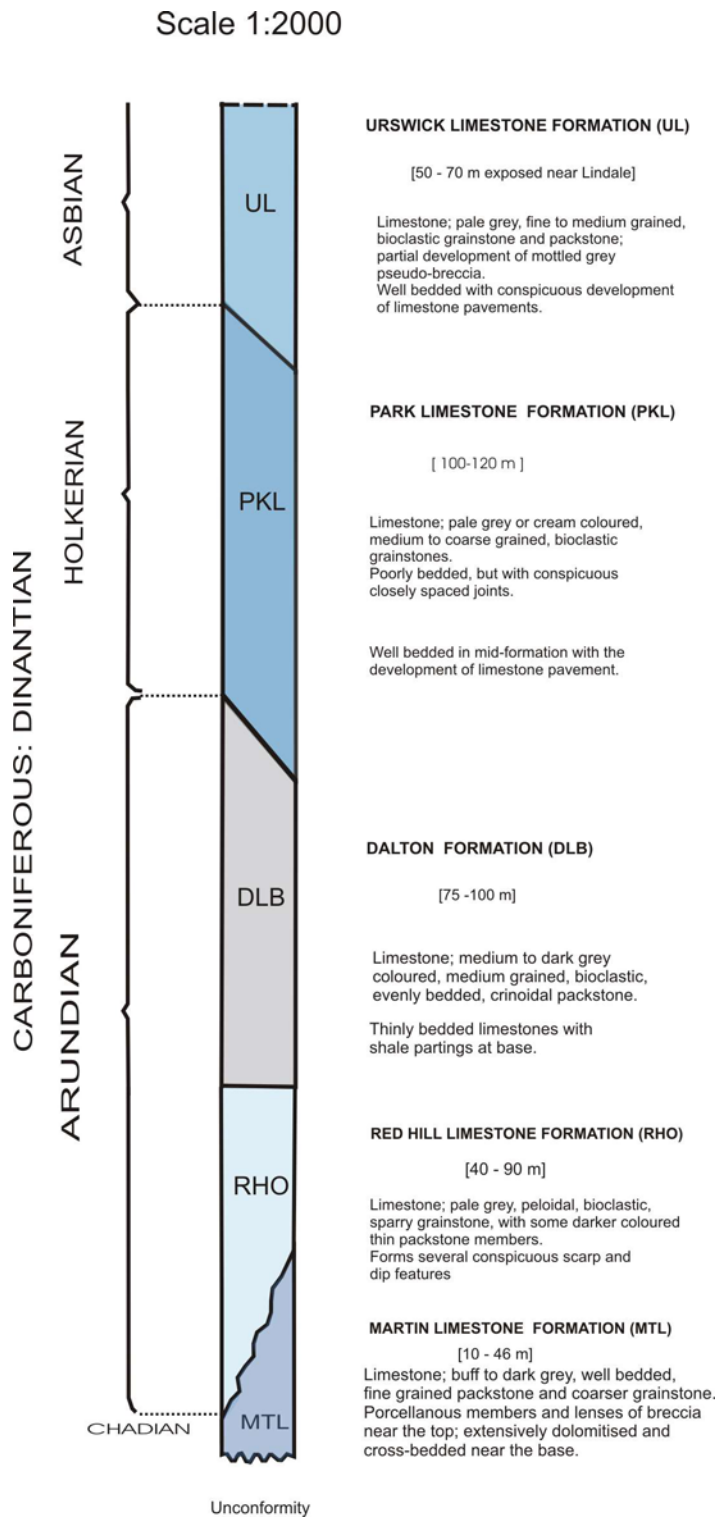 Scale 1:2000
CARBONIFEROUS: DINANTIAN
ASBIAN
HOLKERIAN
ARUNDIAN
CHADIAN
UL
PKL
DLB
RHO
MTL
Unconformity
URSWICK LIMESTONE FORMATION (UL)
[50 - 70 m exposed near Lindale]
Limestone; pale grey, fine to medium grained,
bioclastic grainstone and packstone;
partial development of mottled grey
pseudo-breccia.
Well bedded with conspicuous development
of limestone pavements.
PARK LIMESTONE FORMATION (PKL)
[ 100-120 m ]
Limestone; pale grey or cream coloured,
medium to coarse grained, bioclastic
grainstones.
Poorly bedded, but with conspicuous
closely spaced joints.
Well bedded in mid-formation with the
development of limestone pavement.
DALTON FORMATION (DLB)
[75 -100 m]
Limestone; medium to dark grey
coloured, medium grained, bioclastic,
evenly bedded, crinoidal packstone.
Thinly bedded limestones with
shale partings at base.
RED HILL LIMESTONE FORMATION (RHO)
[40 - 90 m]
Limestone; pale grey, peloidal, bioclastic,
sparry grainstone, with some darker coloured
thin packstone members.
Forms several conspicuous scarp and
dip features
MARTIN LIMESTONE FORMATION (MTL)
[10 - 46 m]
Limestone; buff to dark grey, well bedded,
fine grained packstone and coarser grainstone.
Porcellanous members and lenses of breccia
near the top; extensively dolomitised and
cross-bedded near the base.